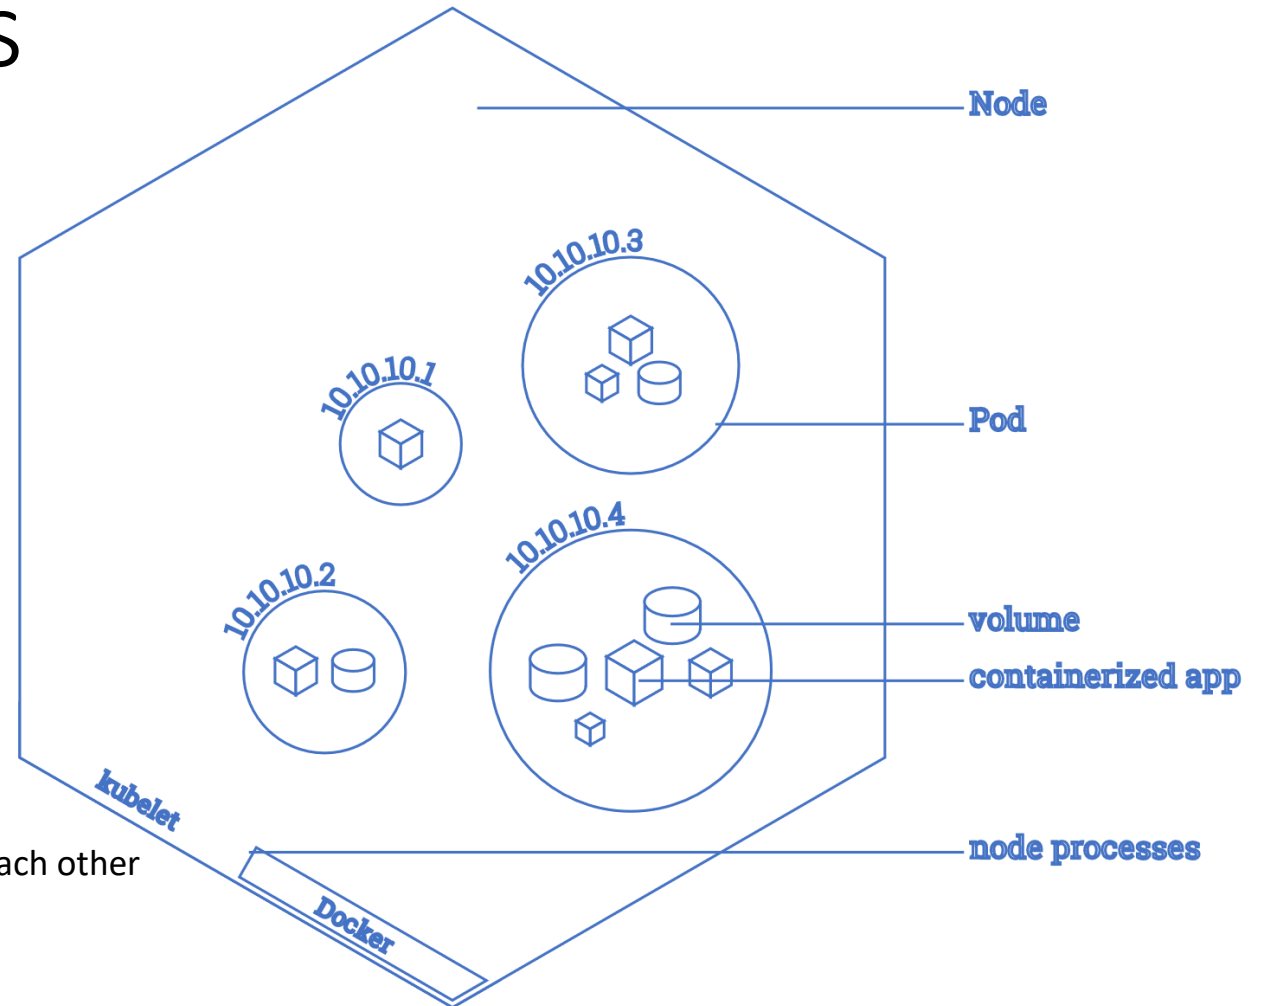 S
Node
10.10.10.3
10.10.10.1
Pod
10.10.10.4
10.10.10.2
volume
containerized app
kubelet
node processes
ach other
Docker